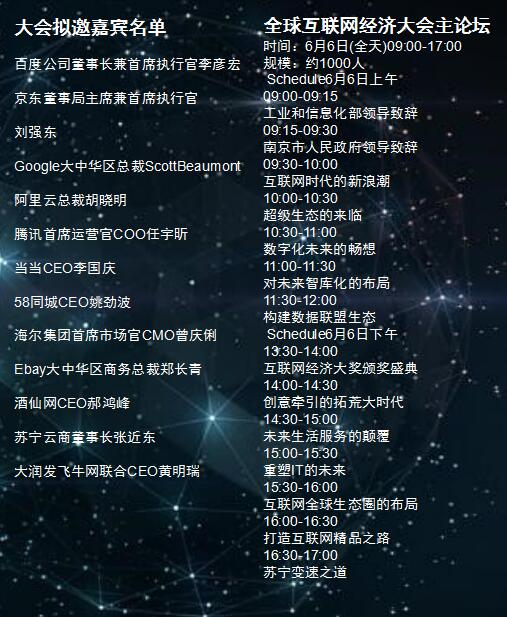 大会拟邀嘉宾名单
百度公司董事长兼首席执行官李彦宏
京东董事局主席兼首席执行官
刘强东
Google大中华区总裁ScottBeaumont
阿里云总裁胡晓明
腾讯首席运营官COO任宇昕
当当CEO李国庆
58同城CEO姚劲波
海尔集团首席市场官CMO曾庆俐
Ebay大中华区商务总裁郑长青
酒仙网CEO郝鸿峰
苏宁云商董事长张近东
大润发飞牛网联合CEO黄明瑞
全球互联网经济大会主论坛
时间：6月6日(全天)09:00-17:00
规模：约1000人
Schedule6月6日上午
09:00-09:15
工业和信息化部领导致辞
09:15-09:30
南京市人民政府领导致辞
09:30-10:00
互联网时代的新浪潮
10:00-10:30
超级生态的来临
10:30-11:00
数字化未来的畅想
11:00-11:30
对未来智库化的布局
11:30-12:00
构建数据联盟生态
Schedule6月6日下午
13:30-14:00
互联网经济大奖颁奖盛典
14:00-14:30
创意牵引的拓荒大时代
14:30-15:00
未来生活服务的颠覆
15:00-15:30
重塑IT的未来
15:30-16:00
互联网全球生态圈的布局
16:00-16:30
打造互联网精品之路
16:30-17:00
苏宁变速之道